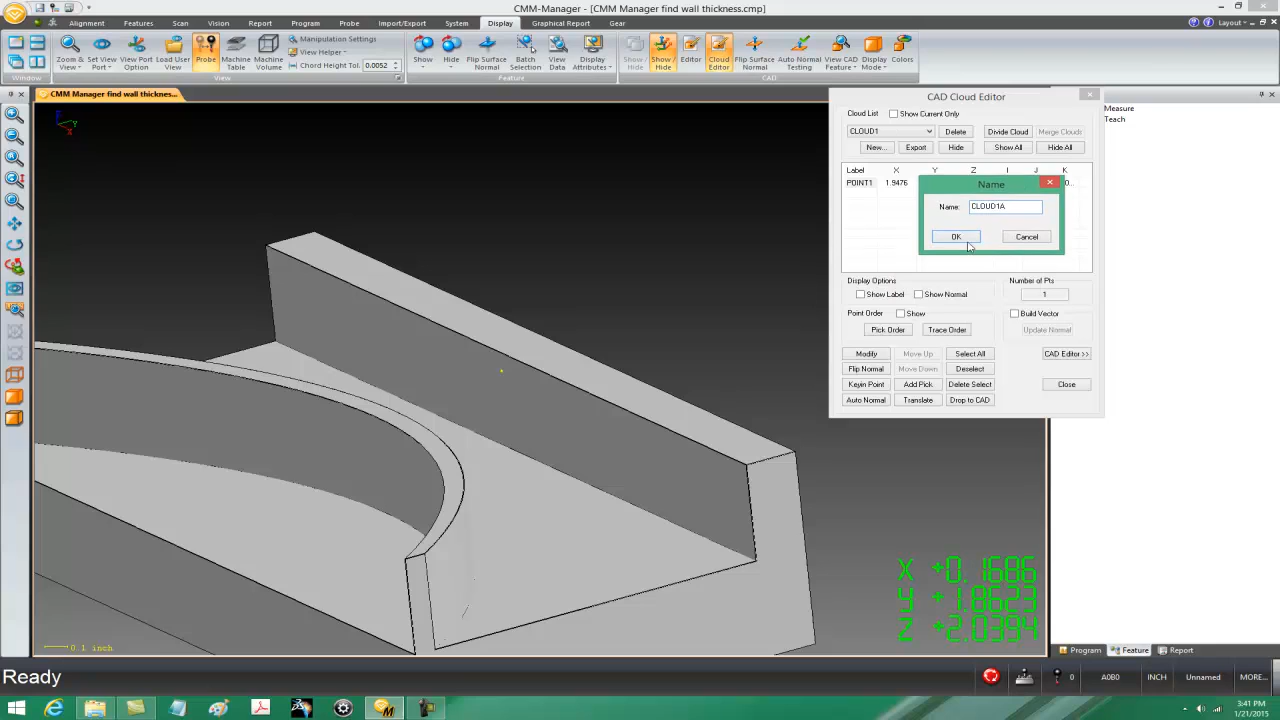 CMM-Manager - [CMM-Manager find wall thickness.cmp]
Alignment Features Scan Vision Report Program Probe Import/Export System Display Graphical Report Gear Layout
Zoom & View Set View Port View Port Option Load User View Probe Machine Table Machine Volume
Manipulation Settings
View Helper
Chord Height Tol. 0.0052
Show Hide Flip Surface Normal Batch Selection View Data Display Attributes
Show / Hide Show / Hide Editor Cloud Editor Flip Surface Normal Auto Normal Testing View CAD Feature Display Mode Colors
Window View Feature CAD
CMM Manager find wall thicknes...
CAD Cloud Editor
Cloud List Show Current Only
CLOUD1 Delete Divide Cloud Merge Clouds
New... Export Hide Show All Hide All
Label X Y Z I J K
POINT1 1.9476 0...
Name
Name: CLOUD1A
OK Cancel
Display Options Number of Pts
Show Label Show Normal 1
Point Order Show Build Vector
Pick Order Trace Order Update Normal
Modify Move Up Select All CAD Editor >>
Flip Normal Move Down Deselect
Keyin Point Add Pick Delete Select Close
Auto Normal Translate Drop to CAD
Measure
Teach
Z
Y
X
X +0.1686
Y +1.8623
Z +2.0394
0.1 inch
Program Feature Report
Ready
0 A0B0 INCH Unnamed MORE...
3:41 PM
1/21/2015